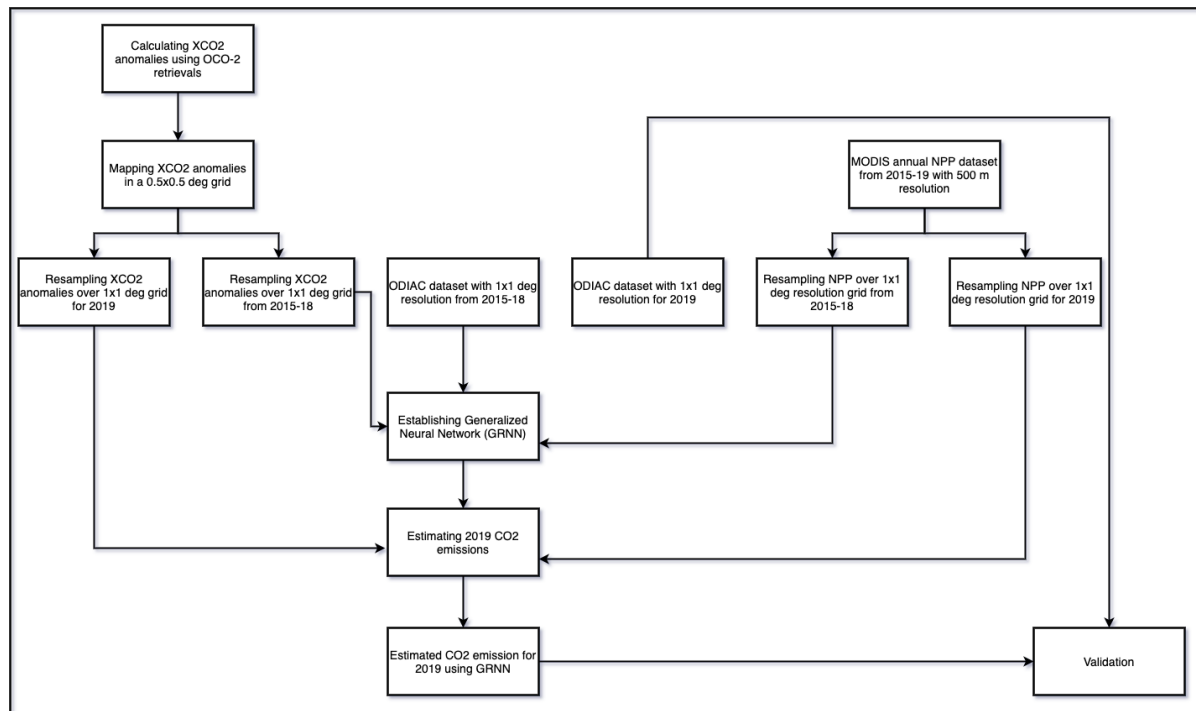 Calculating XCO2
anomalies using OCO-2
retrievals
Mapping XCO2 anomalies
in a 0.5x0.5 deg grid
MODIS annual NPP dataset
from 2015-19 with 500 m
resolution
Resampling XCO2
anomalies over 1x1 deg grid
for 2019
Resampling XCO2
anomalies over 1x1 deg grid
from 2015-18
ODIAC dataset with 1x1 deg
resolution from 2015-18
ODIAC dataset with 1x1 deg
resolution for 2019
Resampling NPP over 1x1
deg resolution grid from
2015-18
Resampling NPP over 1x1
deg resolution grid for 2019
Establishing Generalized
Neural Network (GRNN)
Estimating 2019 CO2
emissions
Estimated CO2 emission for
2019 using GRNN
Validation